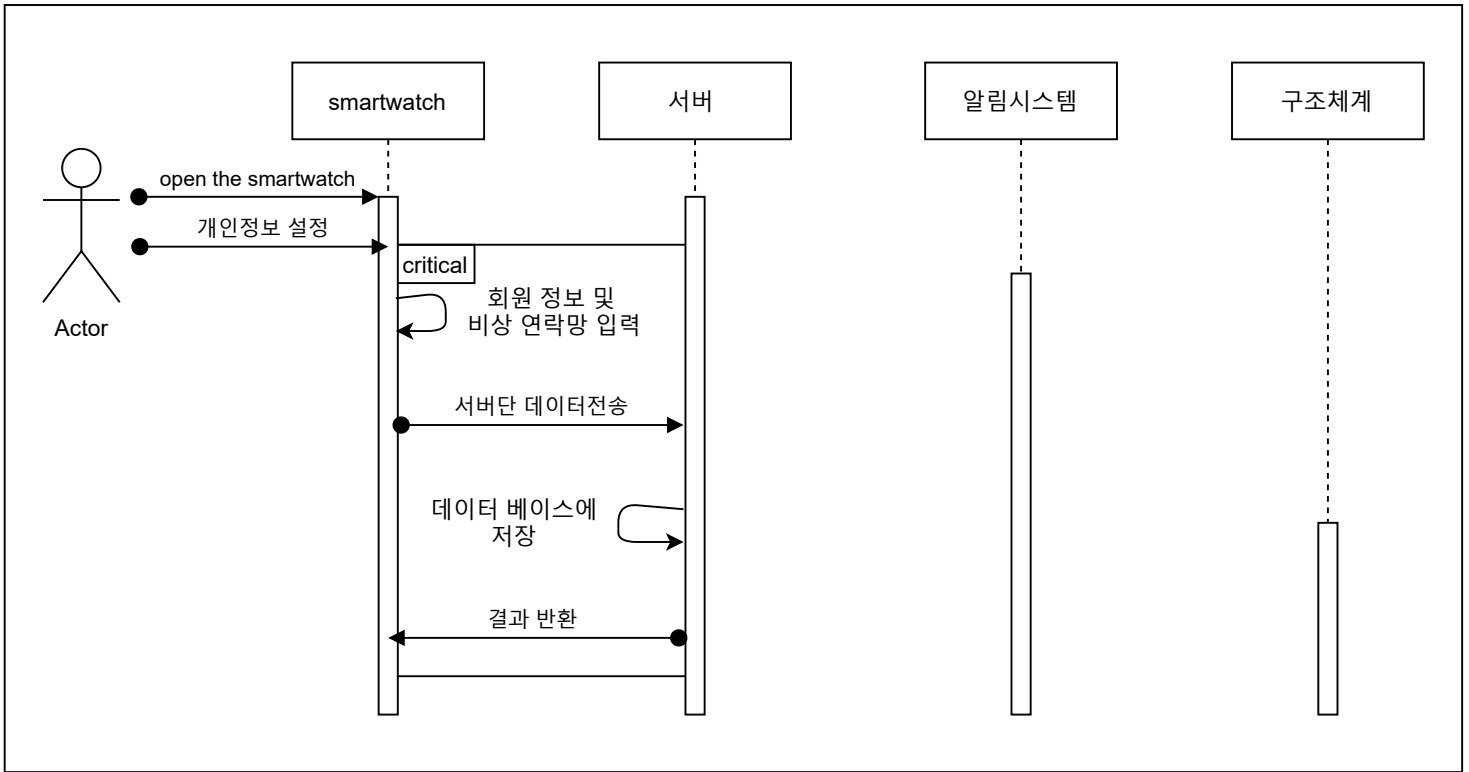 smartwatch
서버
알림시스템
구조체계
open the smartwatch
개인정보 설정
critical
회원 정보 및
비상 연락망 입력
Actor
서버단 데이터전송
데이터 베이스에
저장
결과 반환